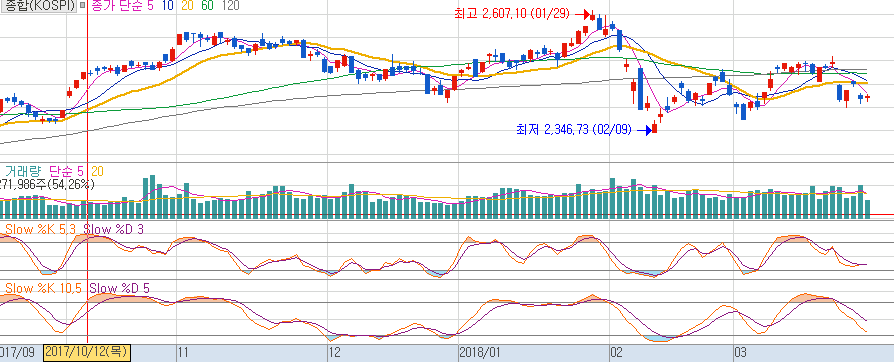 종합(KOSPI) 종가 단순 5 10 20 60 120
최고 2,607.10 (01/29)
최저 2,346.73 (02/09)
거래량 단순 5 20
271,986주(54,26%)
Slow %K 5,3 Slow %D 3
Slow %K 10,5 Slow %D 5
017/09 2017/10/12(목) 11 12 2018/01 02 03